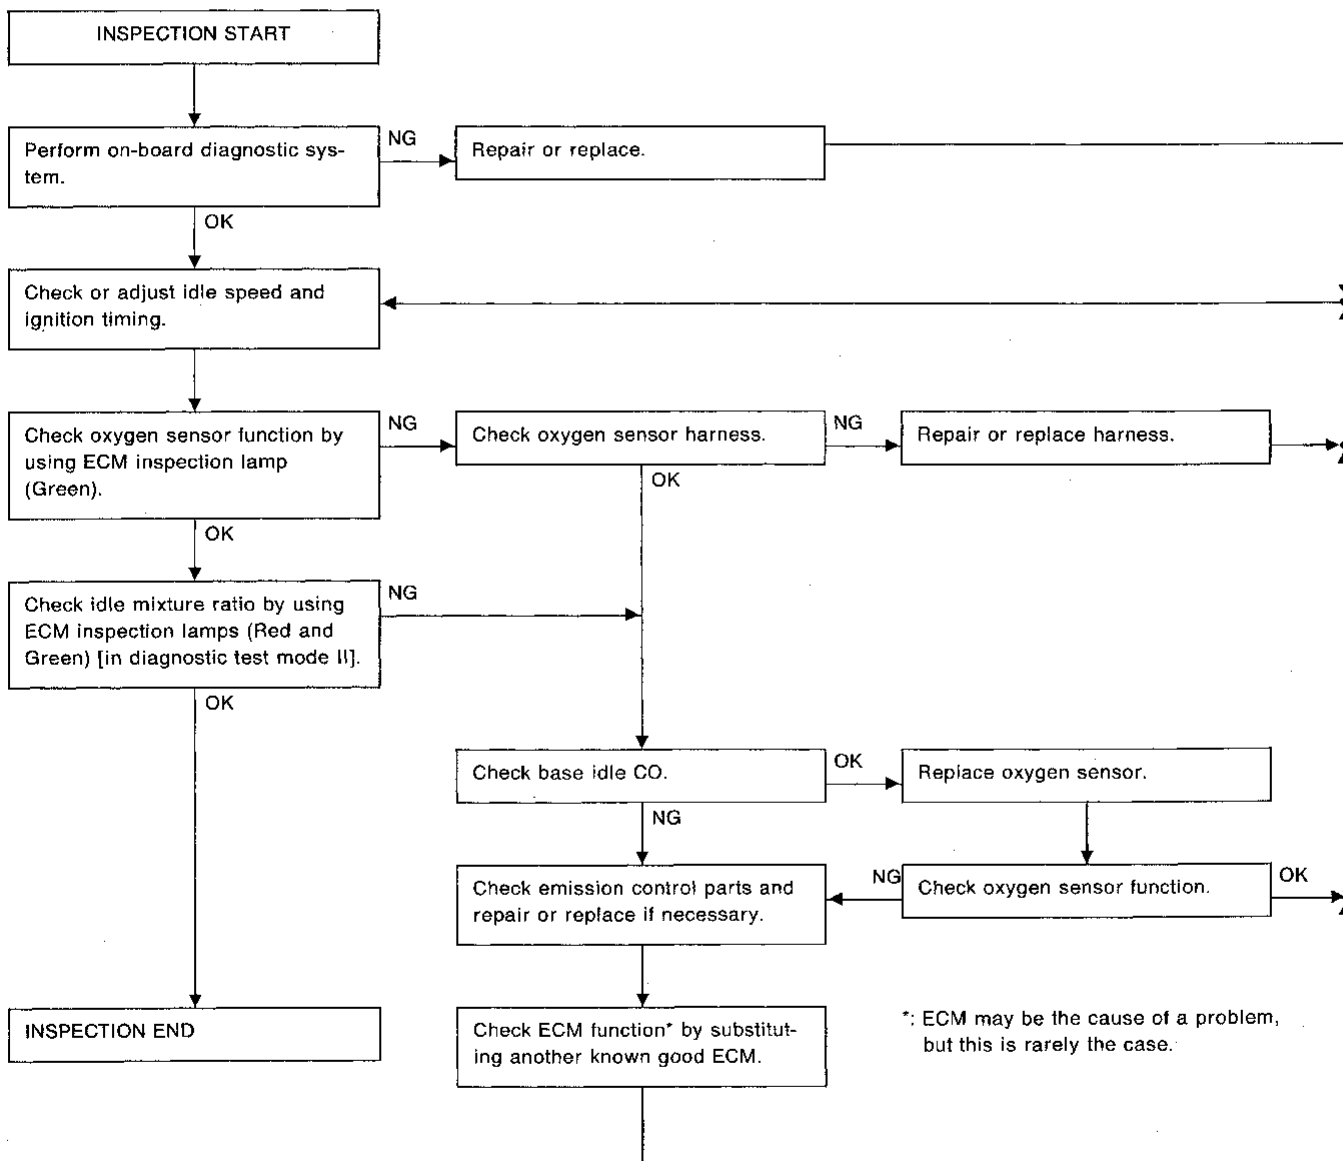 INSPECTION START
Perform on-board diagnostic sys-
tem.
NG
Repair or replace.
OK
Check or adjust idle speed and
ignition timing.
Check oxygen sensor function by
using ECM inspection lamp
(Green).
NG
Check oxygen sensor harness.
NG
Repair or replace harness.
OK
OK
Check idle mixture ratio by using
ECM inspection lamps (Red and
Green) [in diagnostic test mode II].
NG
OK
Check base idle CO.
OK
Replace oxygen sensor.
NG
Check emission control parts and
repair or replace if necessary.
NG
Check oxygen sensor function.
OK
INSPECTION END
Check ECM function* by substitut-
ing another known good ECM.
*: ECM may be the cause of a problem,
but this is rarely the case.